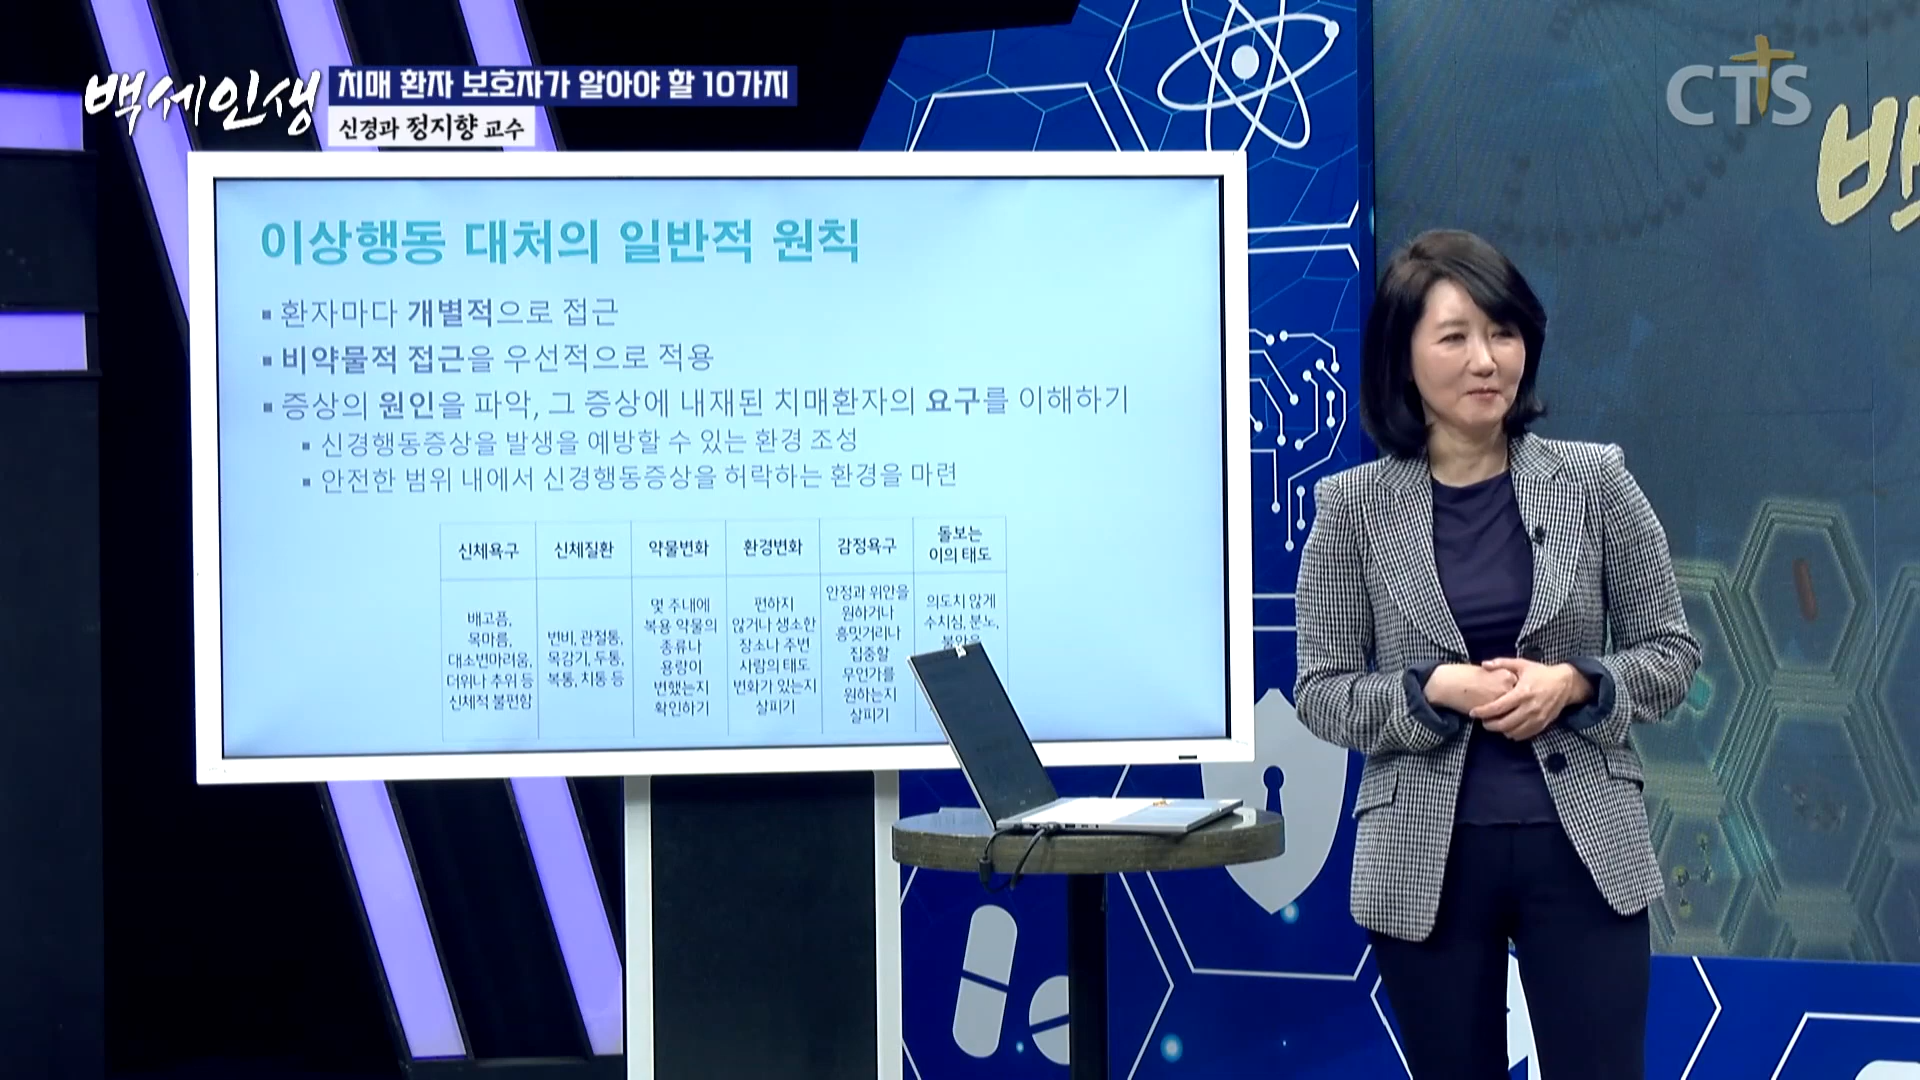 백세인생
치매 환자 보호자가 알아야 할 10가지
신경과 정지향 교수
CTS
백
이상행동 대처의 일반적 원칙
▪ 환자마다 개별적으로 접근
▪ 비약물적 접근을 우선적으로 적용
▪ 증상의 원인을 파악, 그 증상에 내재된 치매환자의 요구를 이해하기
▪ 신경행동증상을 발생을 예방할 수 있는 환경 조성
▪ 안전한 범위 내에서 신경행동증상을 허락하는 환경을 마련
신체욕구
배고픔,
목마름,
대소변마려움,
더위나 추위 등
신체적 불편함
신체질환
변비, 관절통,
목감기, 두통,
복통, 치통 등
약물변화
몇 주내에
복용 약물의
종류나
용량이
변했는지
확인하기
환경변화
편하지
않거나 생소한
장소나 주변
사람의 태도
변화가 있는지
살피기
감정욕구
안정과 위안을
원하거나
흥밋거리나
집중할
무언가를
원하는지
살피기
돌보는
이의 태도
의도치 않게
수치심, 분노,
불안을